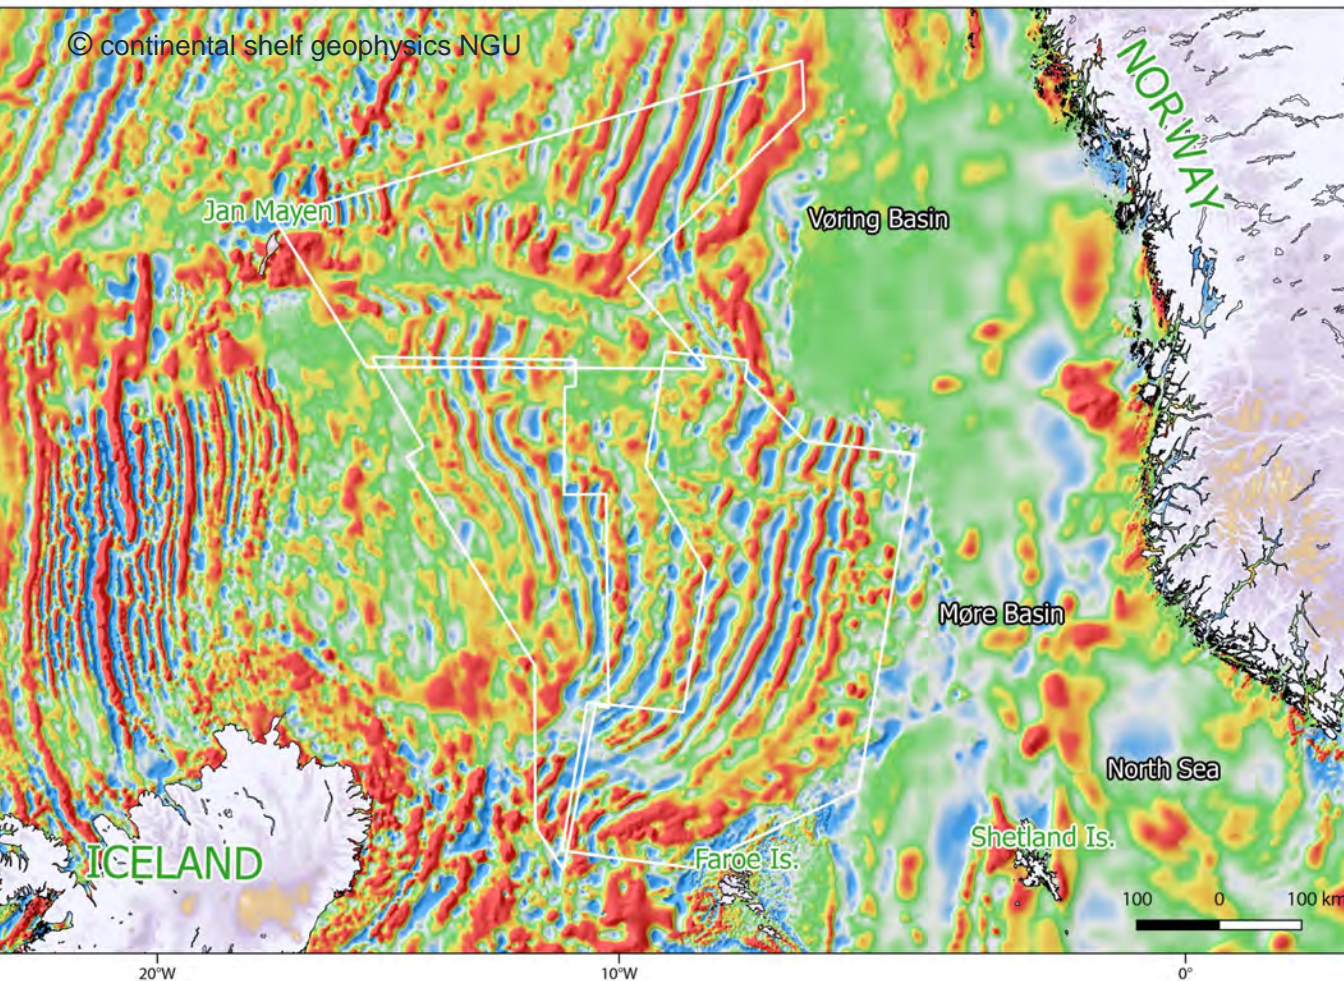 © continental shelf geophysics NGU
NORWAY
Jan Mayen
Vøring Basin
Møre Basin
North Sea
Shetland Is.
ICELAND
Faroe Is.
100 0 100 km
20°W 10°W 0°